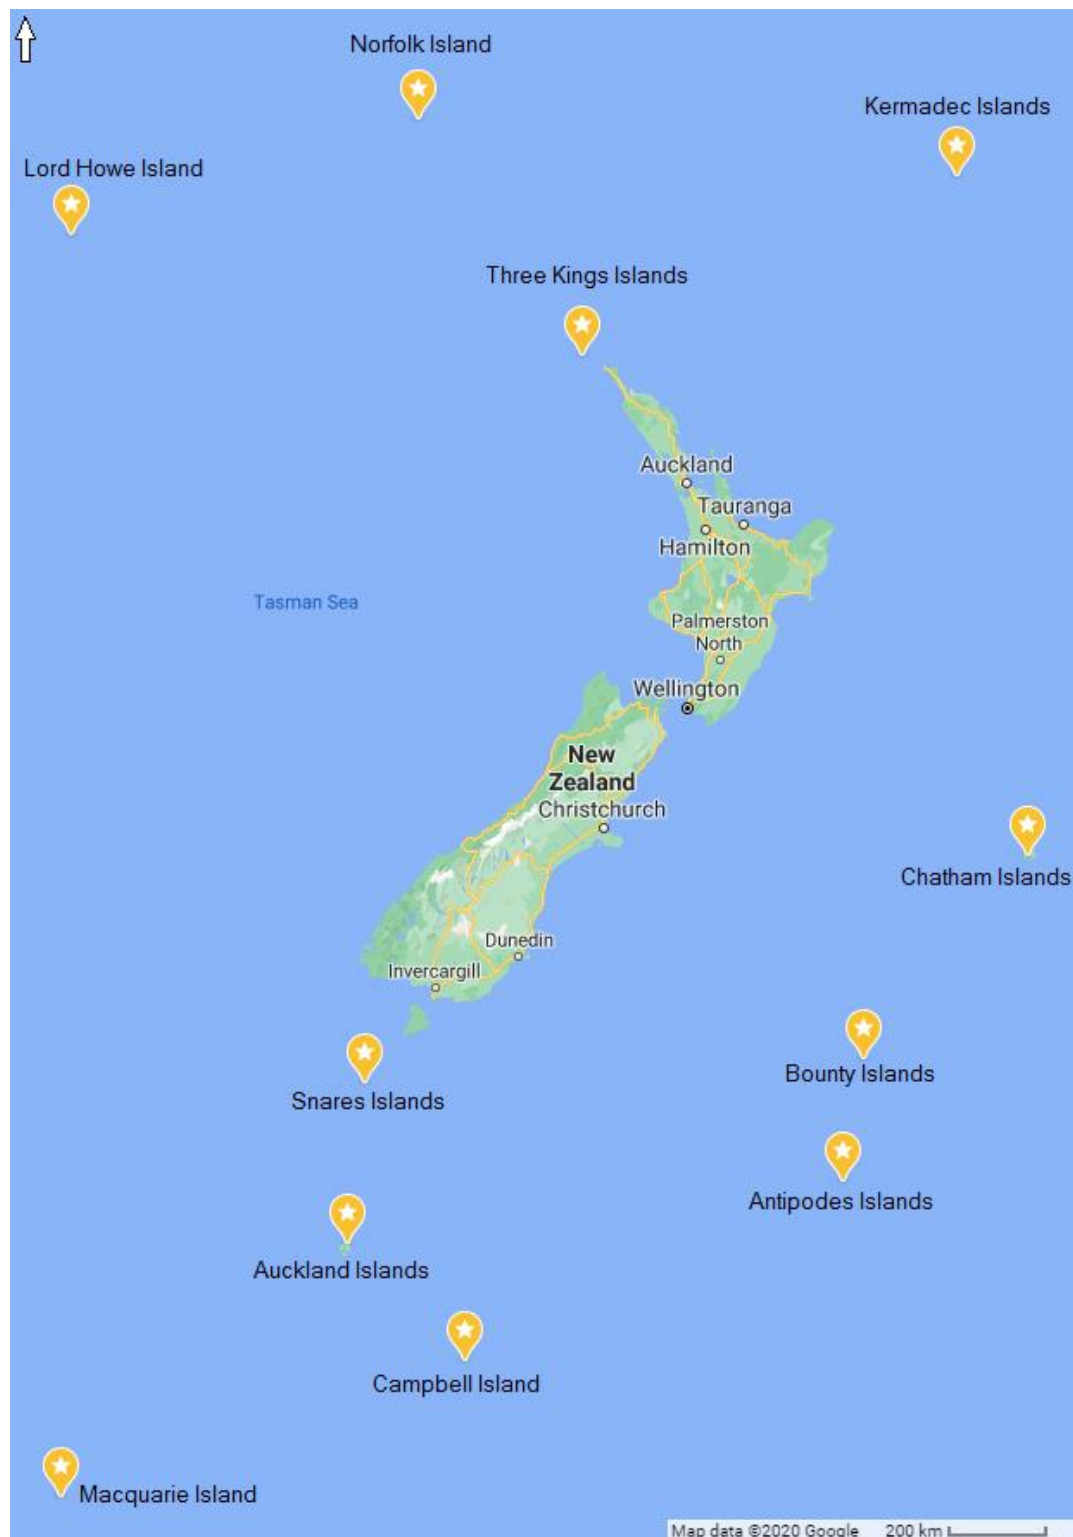 Norfolk Island
Kermadec Islands
Lord Howe Island
Three Kings Islands
Auckland
Tauranga
Hamilton
Tasman Sea
Palmerston
North
Wellington
New
Zealand
Christchurch
Chatham Islands
Dunedin
Invercargill
Bounty Islands
Snares Islands
Antipodes Islands
Auckland Islands
Campbell Island
Macquarie Island
Map data ©2020 Google 200 km